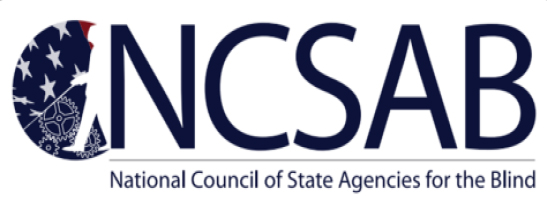 NCSAB
National Council of State Agencies for the Blind